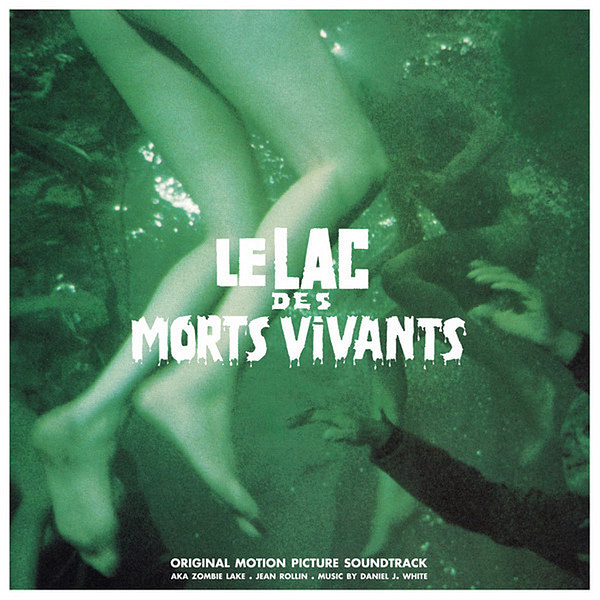 LE LAC
DES
MORTS ViVANTS
ORIGINAL MOTION PICTURE SOUNDTRACK
AKA ZOMBIE LAKE . JEAN ROLLIN . MUSIC BY DANIEL J. WHITE